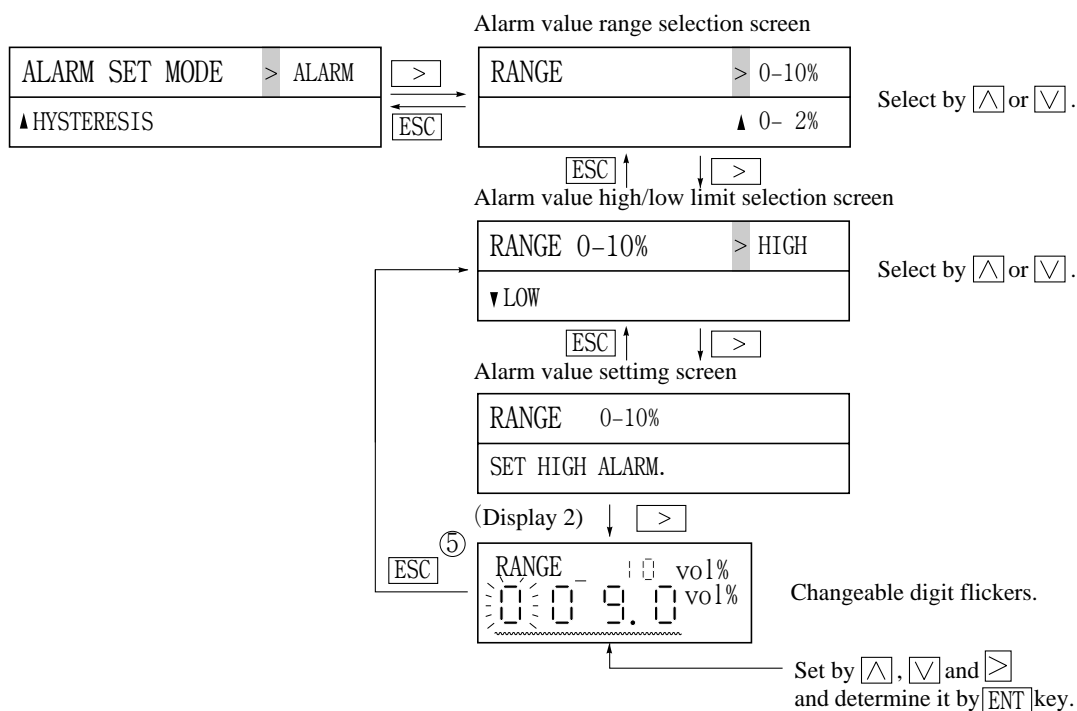 Alarm value range selection screen
ALARM SET MODE > ALARM
▲HYSTERESIS
>
ESC
RANGE > 0–10%
▲ 0– 2%
Select by ∧ or ∨ .
ESC >
Alarm value high/low limit selection screen
RANGE 0–10% > HIGH
▼LOW
Select by ∧ or ∨ .
ESC >
Alarm value settimg screen
RANGE 0–10%
SET HIGH ALARM.
(Display 2) >
⑤
ESC
RANGE – 10 vol%
0 0 9.0 vol%
Changeable digit flickers.
Set by ∧ , ∨ and >
and determine it by ENT key.